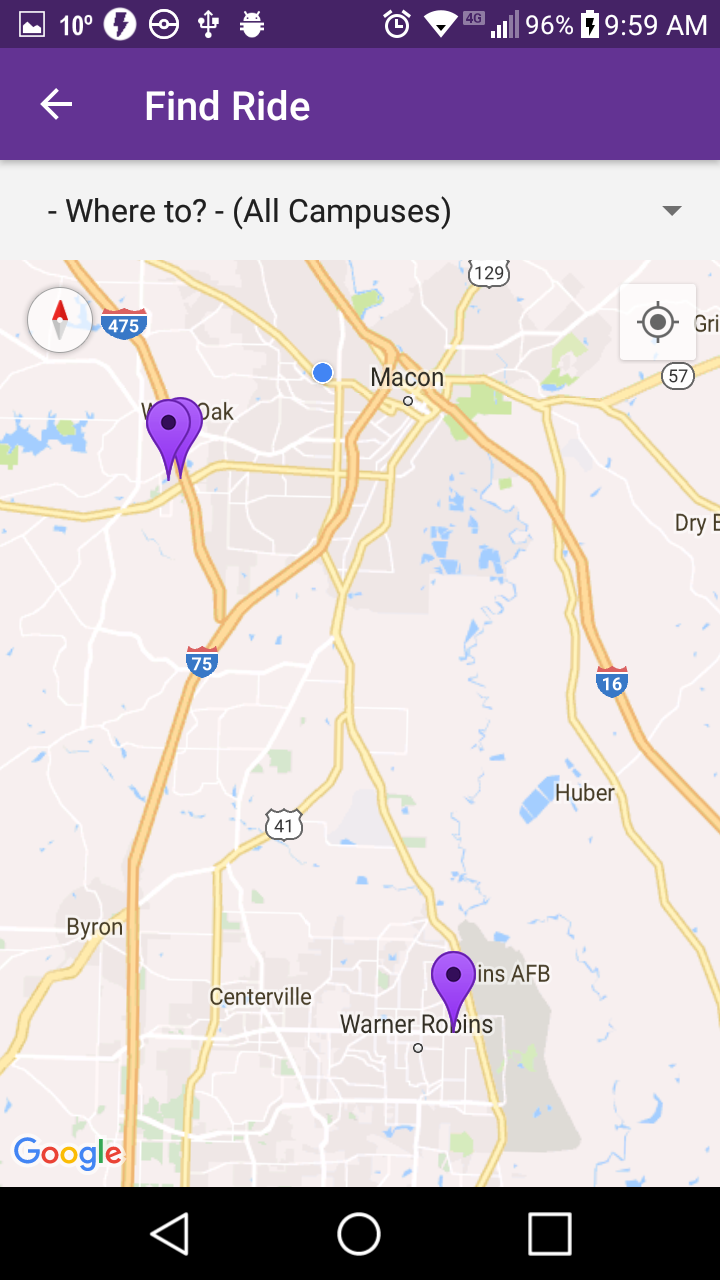 10° 4G 96% 9:59 AM
Find Ride
- Where to? - (All Campuses)
129
475
Macon
57
Oak
75
16
Huber
41
Byron
AFB
Centerville
Warner Robins
Google